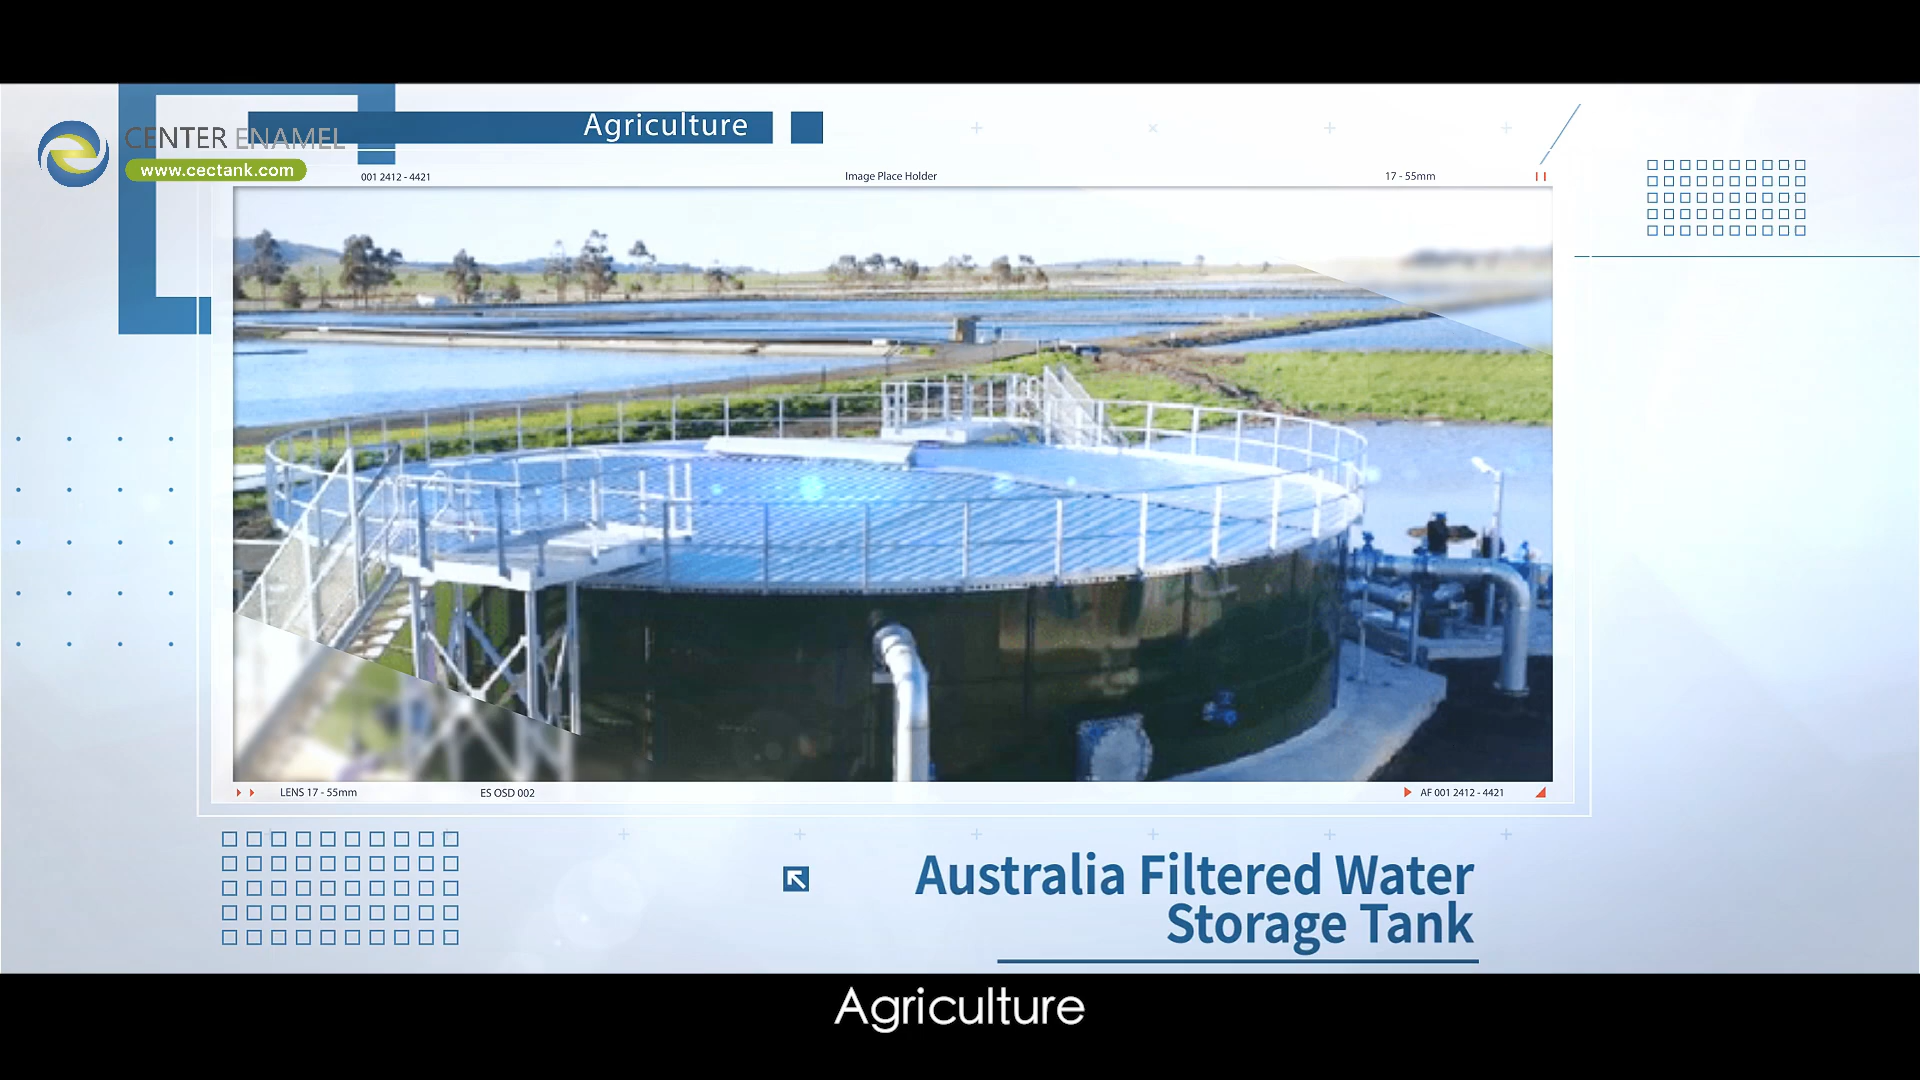 Agriculture
CENTER ENAMEL
www.cectank.com
001 2412 - 4421
Image Place Holder
17 - 55mm
LENS 17 - 55mm
ES OSD 002
AF 001 2412 - 4421
Australia Filtered Water
Storage Tank
Agriculture